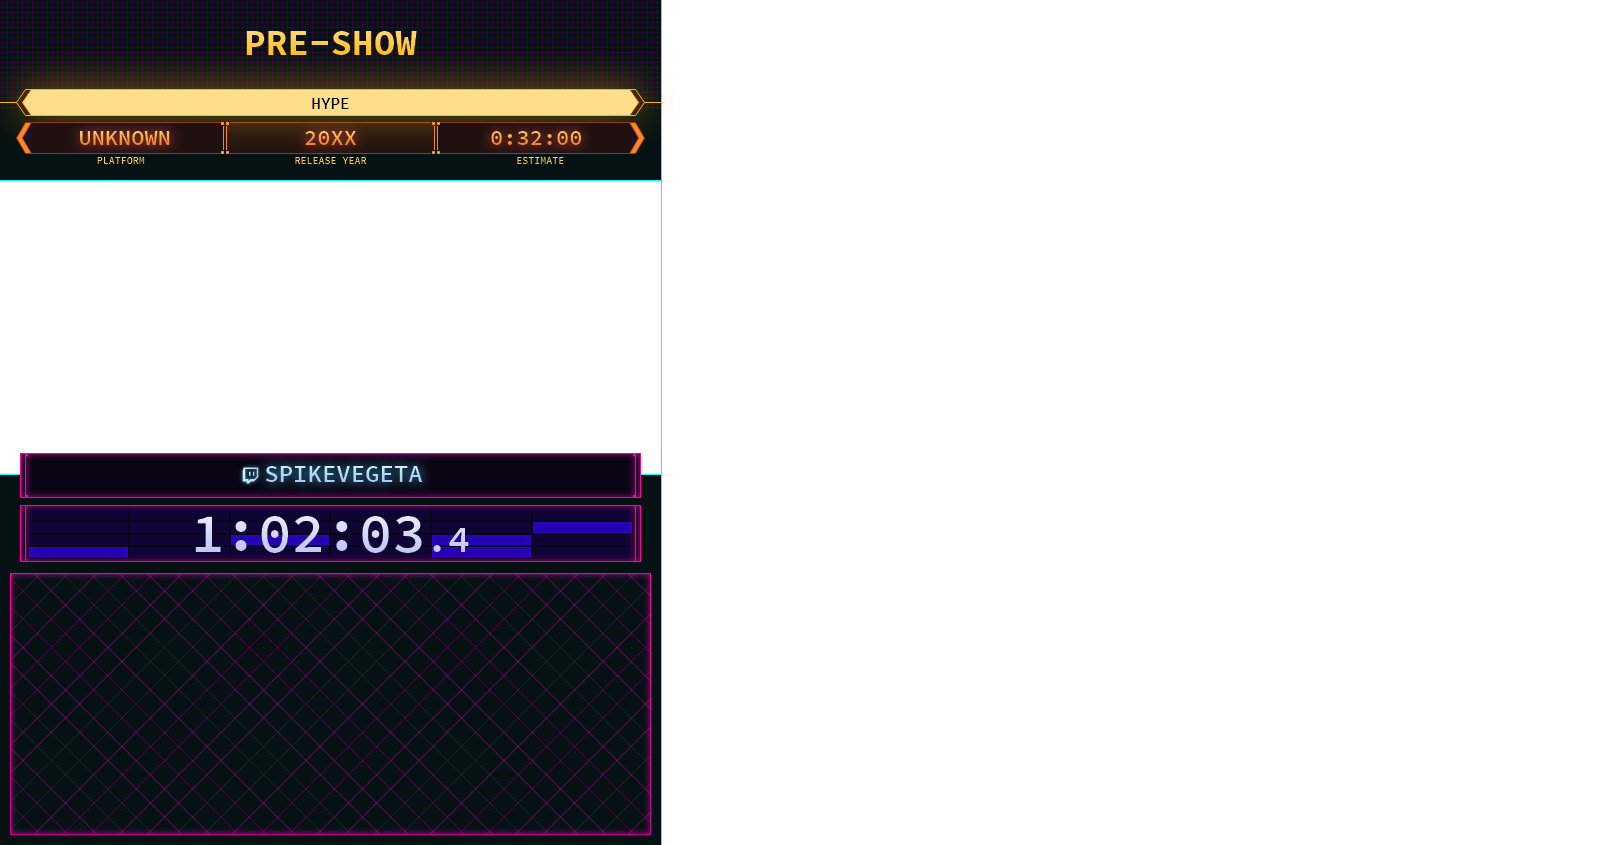 PRE-SHOW
HYPE
UNKNOWN 20XX 0:32:00
PLATFORM RELEASE YEAR ESTIMATE
SPIKEVEGETA
1:02:03.4